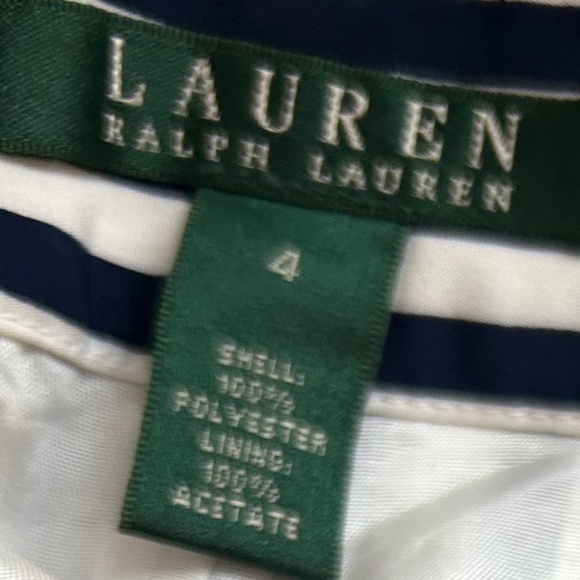 LAUREN
RALPH LAUREN
4
SHELL:
100%
POLYESTER
LINING:
100%
ACETATE